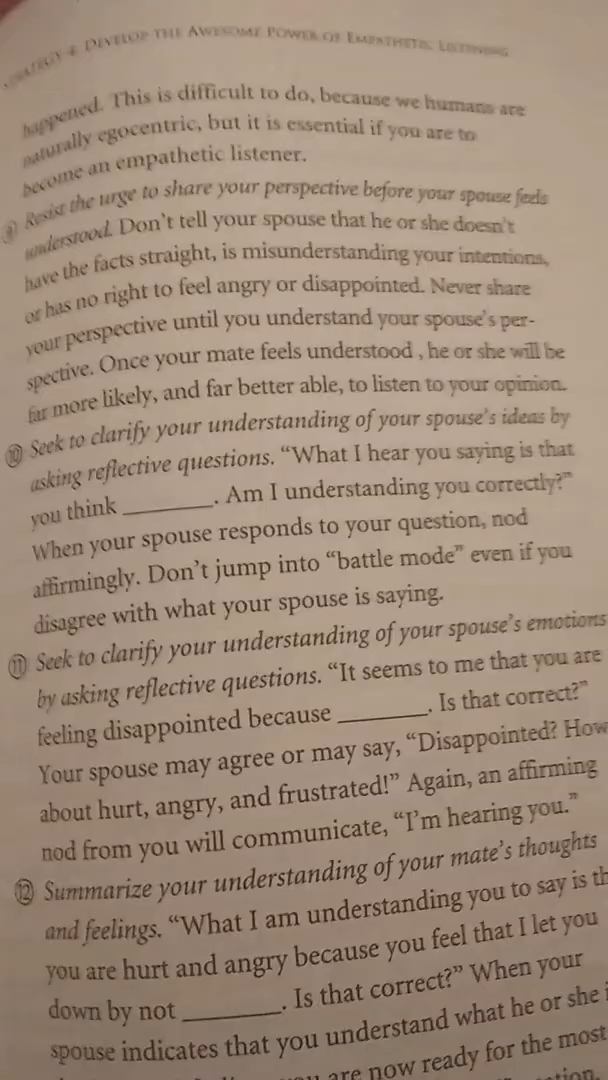 STRATEGY 4: DEVELOP THE AWESOME POWER OF EMPATHETIC LISTENING
happened. This is difficult to do, because we humans are
naturally egocentric, but it is essential if you are to
become an empathetic listener.
⑨ Resist the urge to share your perspective before your spouse feels
understood. Don't tell your spouse that he or she doesn't
have the facts straight, is misunderstanding your intentions,
or has no right to feel angry or disappointed. Never share
your perspective until you understand your spouse's per-
spective. Once your mate feels understood , he or she will be
far more likely, and far better able, to listen to your opinion.
⑩ Seek to clarify your understanding of your spouse's ideas by
asking reflective questions. “What I hear you saying is that
you think ________. Am I understanding you correctly?”
When your spouse responds to your question, nod
affirmingly. Don't jump into “battle mode” even if you
disagree with what your spouse is saying.
⑪ Seek to clarify your understanding of your spouse's emotions
by asking reflective questions. “It seems to me that you are
feeling disappointed because ________. Is that correct?”
Your spouse may agree or may say, “Disappointed? How
about hurt, angry, and frustrated!” Again, an affirming
nod from you will communicate, “I'm hearing you.”
⑫ Summarize your understanding of your mate's thoughts
and feelings. “What I am understanding you to say is th
you are hurt and angry because you feel that I let you
down by not ________. Is that correct?” When your
spouse indicates that you understand what he or she i
are now ready for the most